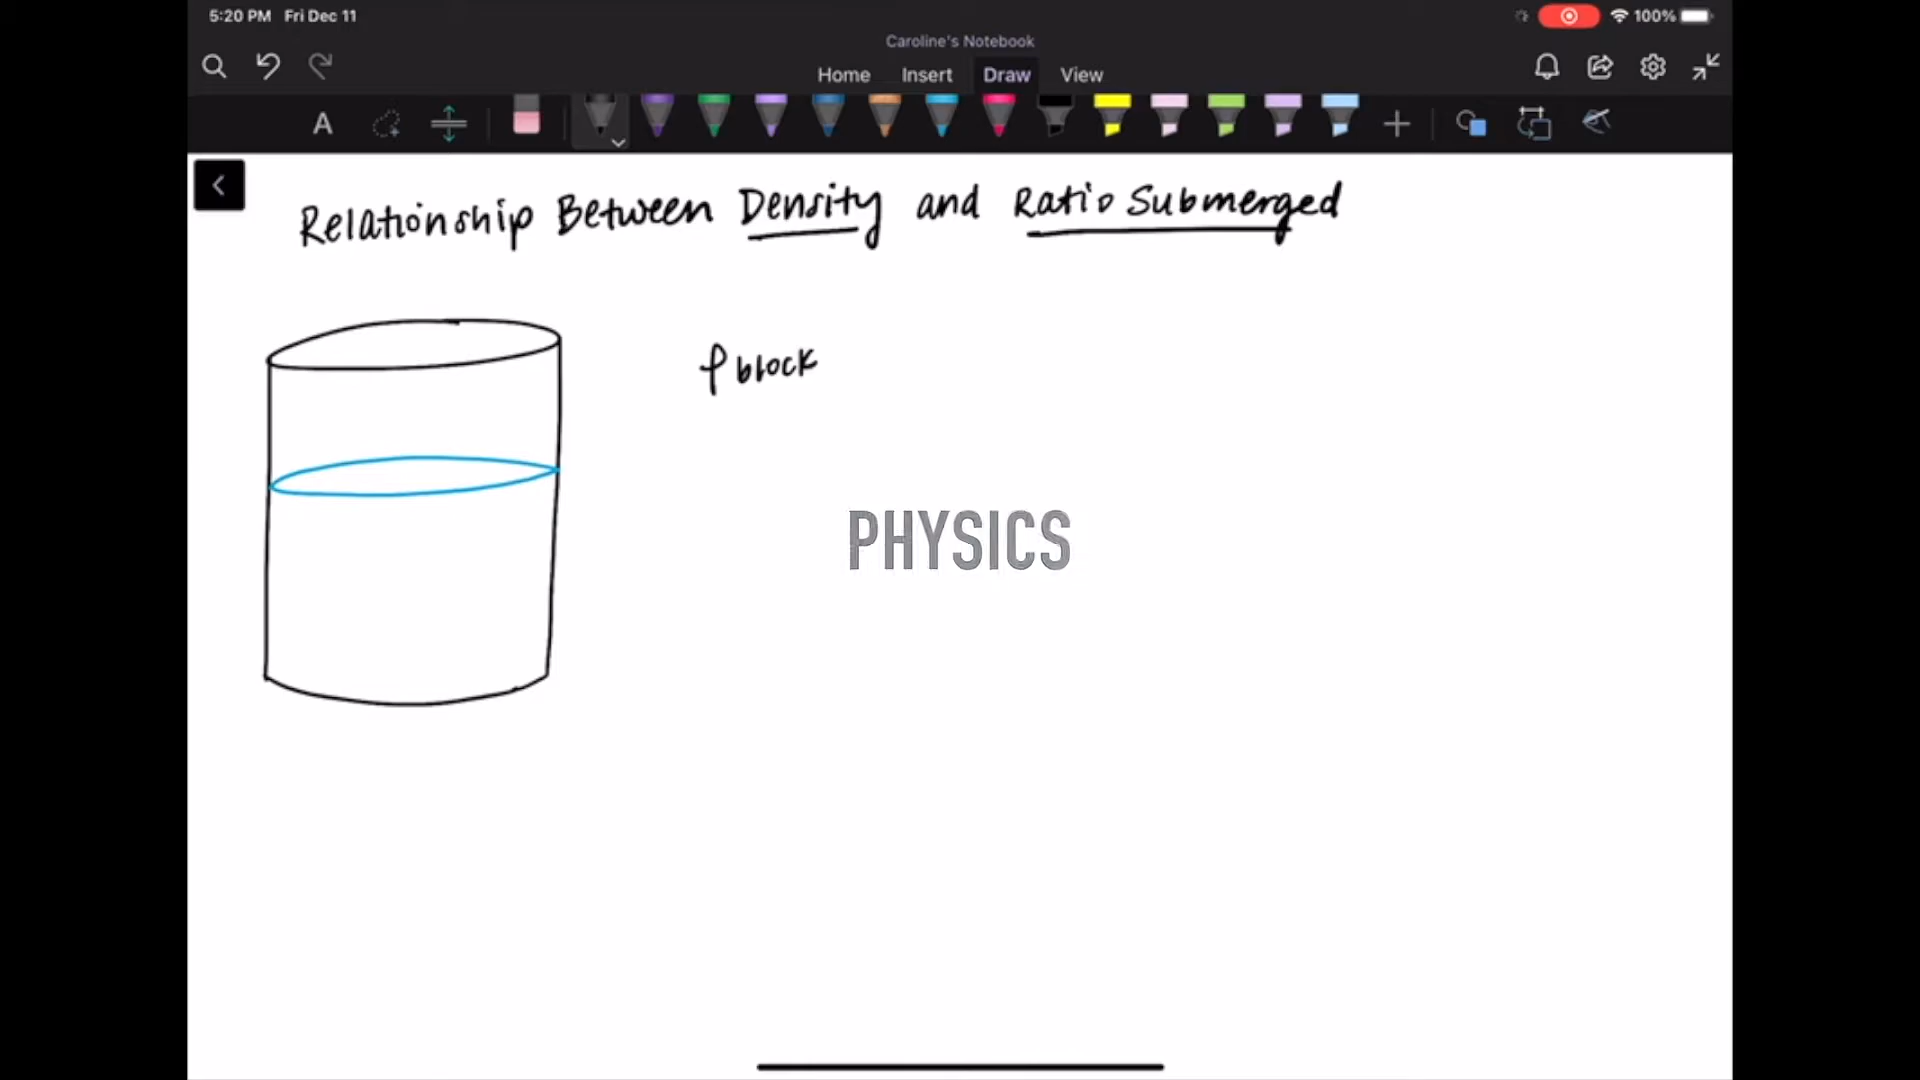 5:20 PM Fri Dec 11
100%
Caroline's Notebook
Home Insert Draw View
A
Relationship Between Density and Ratio Submerged
ρ block
PHYSICS